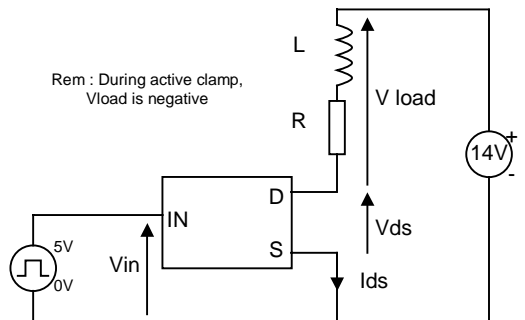 L
Rem : During active clamp,
Vload is negative
V load
R
14V
+
-
D
IN
Vds
S
5V
0V
Vin
Ids